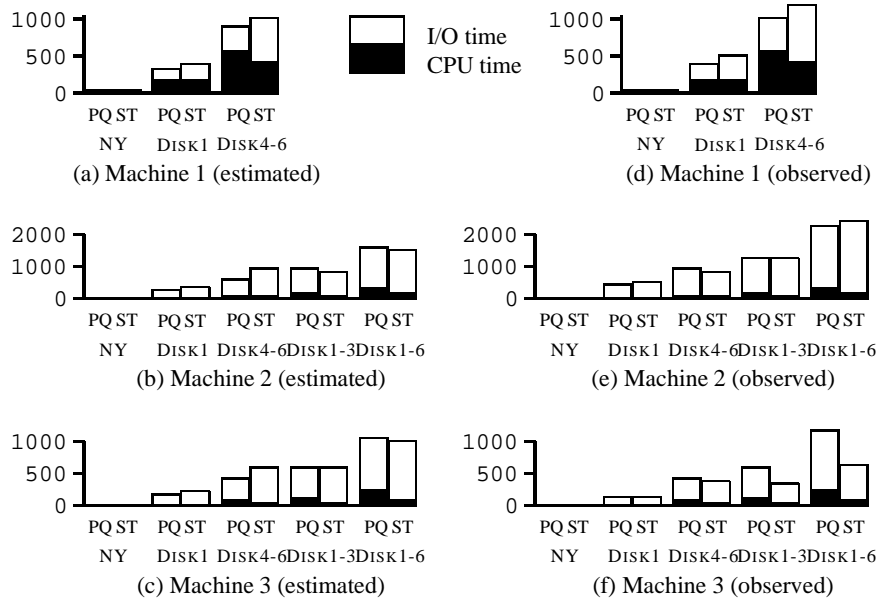 1000
500
0
PQ ST PQ ST PQ ST
NY DISK1 DISK4-6
(a) Machine 1 (estimated)
I/O time
CPU time
1000
500
0
PQ ST PQ ST PQ ST
NY DISK1 DISK4-6
(d) Machine 1 (observed)
2000
1000
0
PQ ST PQ ST PQ ST PQ ST PQ ST
NY DISK1 DISK4-6 DISK1-3 DISK1-6
(b) Machine 2 (estimated)
2000
1000
0
PQ ST PQ ST PQ ST PQ ST PQ ST
NY DISK1 DISK4-6 DISK1-3 DISK1-6
(e) Machine 2 (observed)
1000
500
0
PQ ST PQ ST PQ ST PQ ST PQ ST
NY DISK1 DISK4-6 DISK1-3 DISK1-6
(c) Machine 3 (estimated)
1000
500
0
PQ ST PQ ST PQ ST PQ ST PQ ST
NY DISK1 DISK4-6 DISK1-3 DISK1-6
(f) Machine 3 (observed)